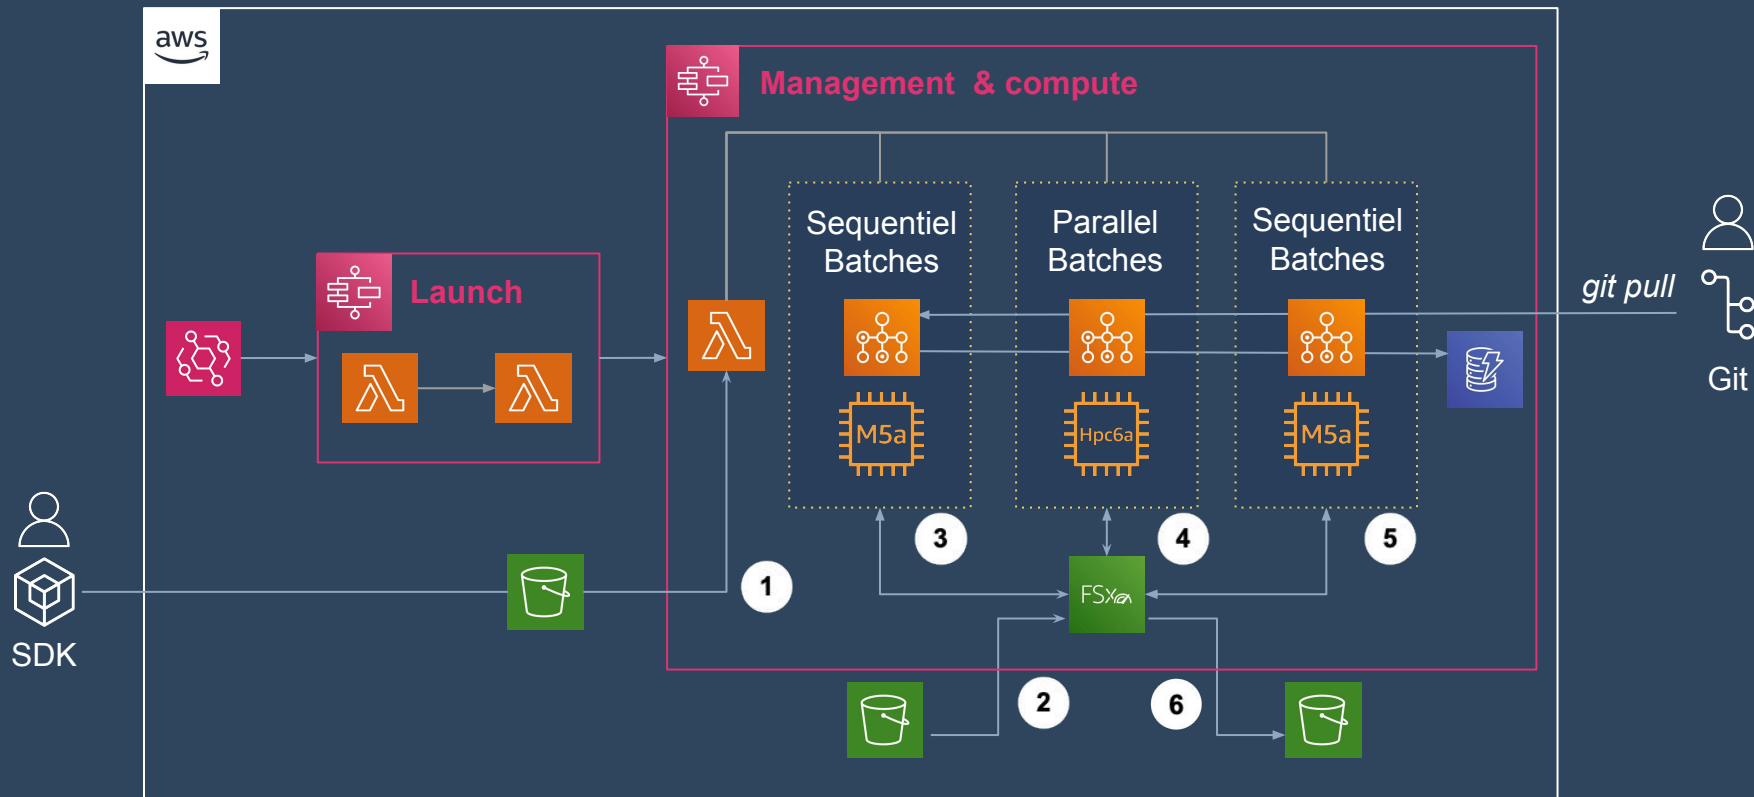 aws
Management & compute
Sequentiel
Batches
Parallel
Batches
Sequentiel
Batches
git pull
Launch
Git
M5a
Hpc6a
M5a
3
4
5
1
FSx
SDK
2
6